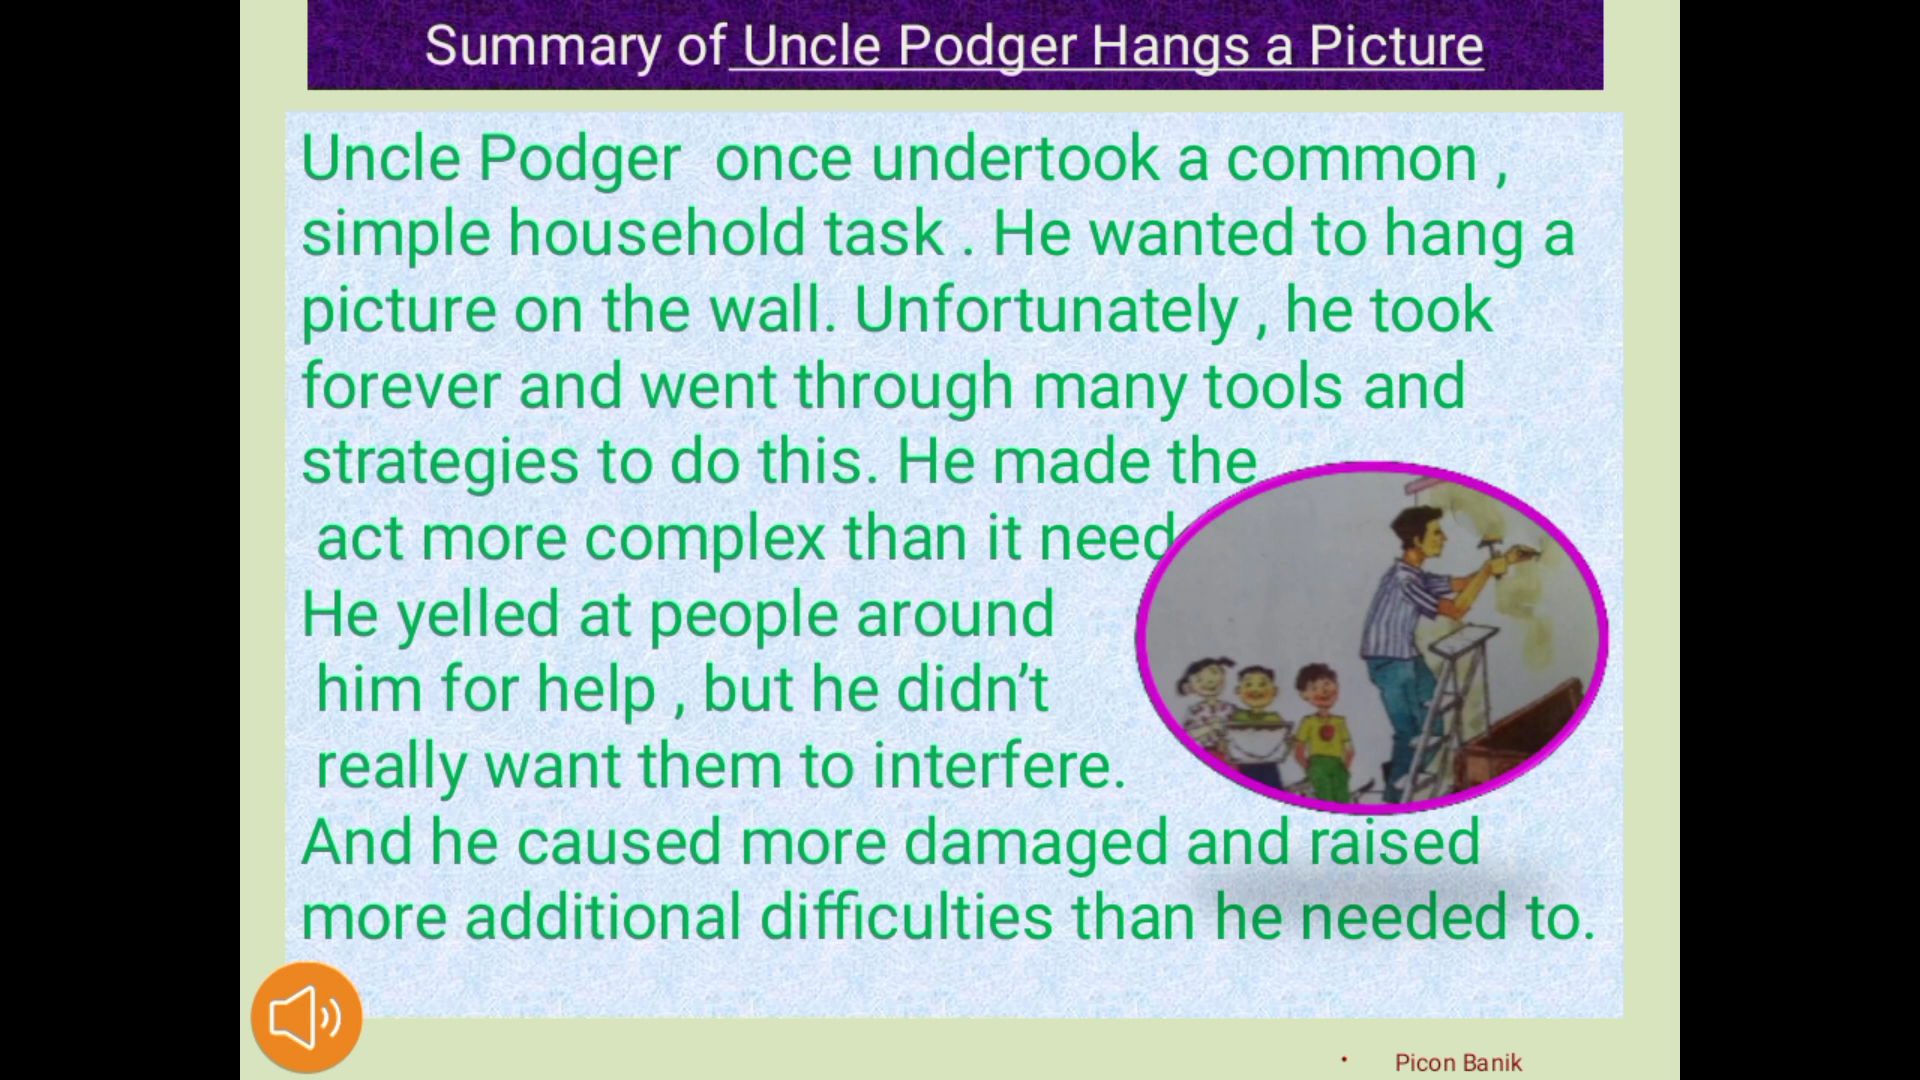 Summary of Uncle Podger Hangs a Picture
Uncle Podger once undertook a common ,
simple household task . He wanted to hang a
picture on the wall. Unfortunately , he took
forever and went through many tools and
strategies to do this. He made the
act more complex than it need
He yelled at people around
him for help , but he didn’t
really want them to interfere.
And he caused more damaged and raised
more additional difficulties than he needed to.
• Picon Banik